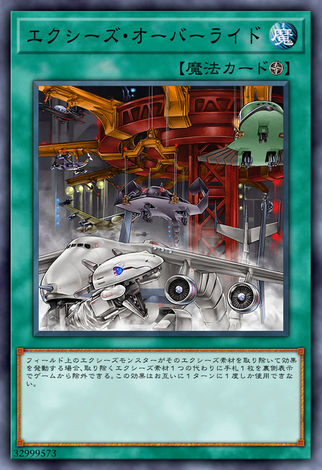 エクシーズ・オーバーライド
魔
【魔法カード】
フィールド上のエクシーズモンスターがそのエクシーズ素材を取り除いて効果
を発動する場合、取り除くエクシーズ素材１つの代わりに手札１枚を裏側表示
でゲームから除外できる。この効果はお互いに１ターンに１度しか使用できな
い。
32999573